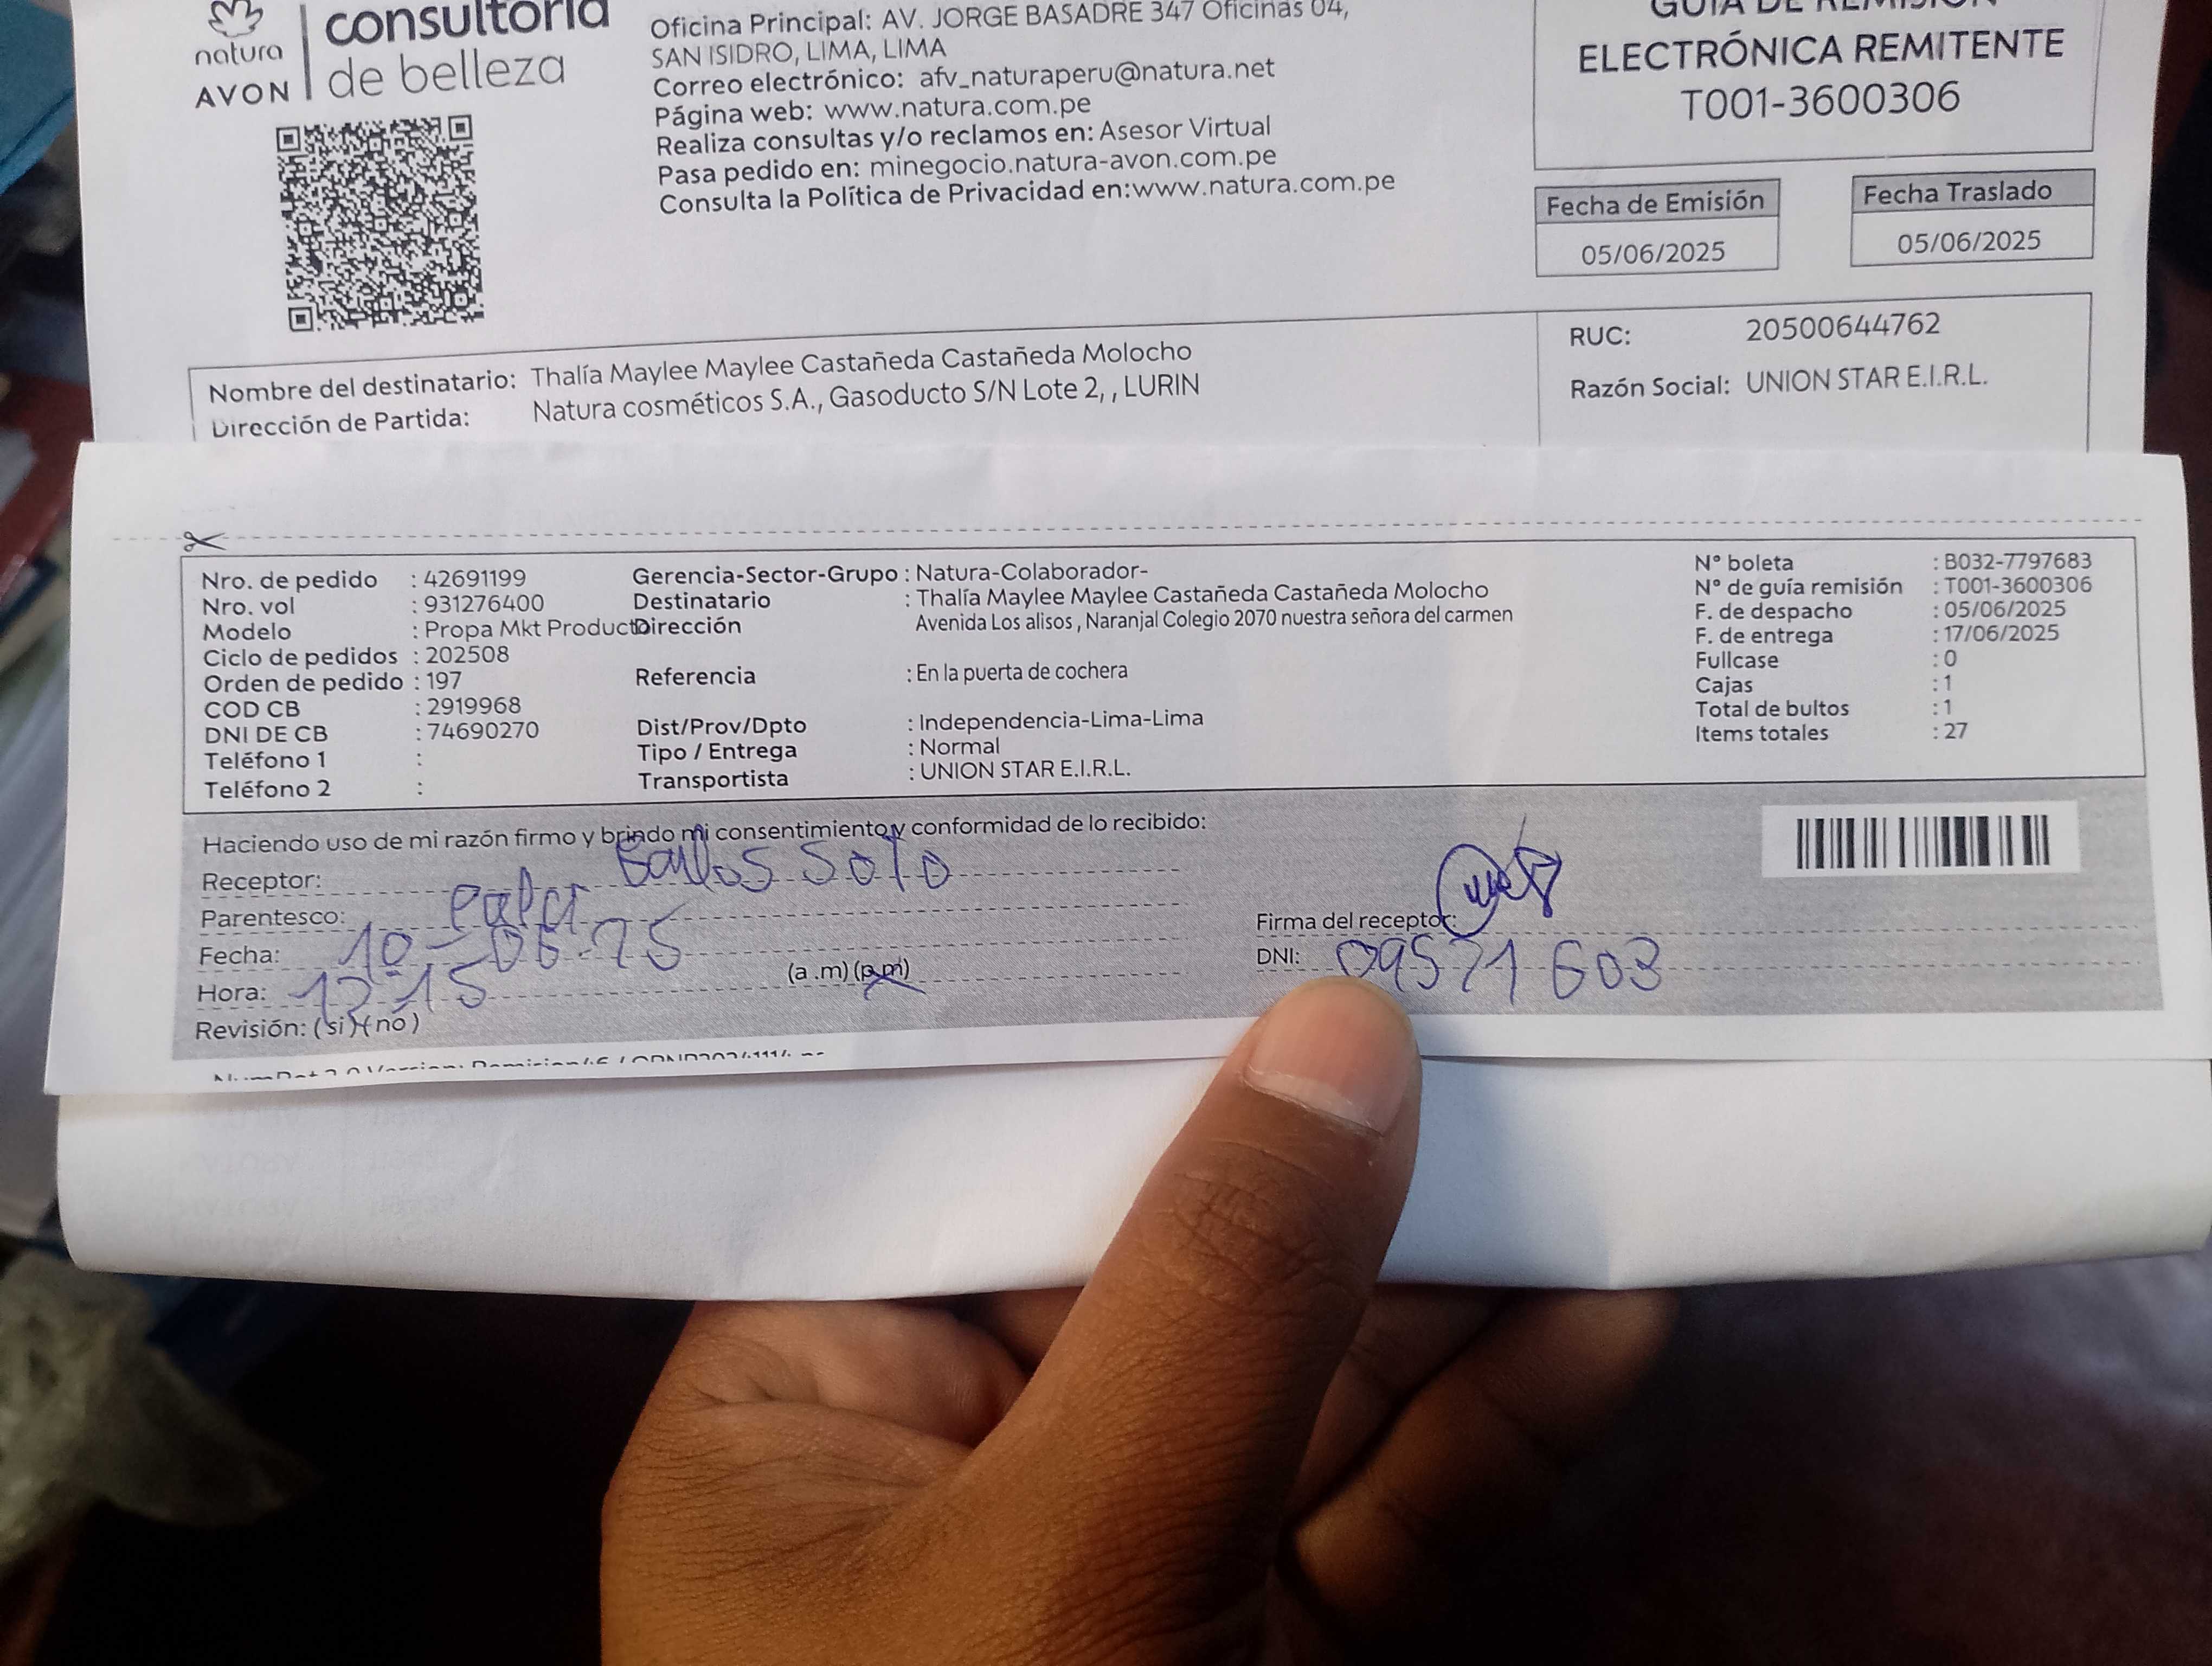 natura
AVON
consultoría
de belleza
Oficina Principal: AV. JORGE BASADRE 347 Oficinas 04,
SAN ISIDRO, LIMA, LIMA
Correo electrónico: afv_naturaperu@natura.net
Página web: www.natura.com.pe
Realiza consultas y/o reclamos en: Asesor Virtual
Pasa pedido en: minegocio.natura-avon.com.pe
Consulta la Política de Privacidad en:www.natura.com.pe
GUÍA DE REMISIÓN
ELECTRÓNICA REMITENTE
T001-3600306
Fecha de Emisión
05/06/2025
Fecha Traslado
05/06/2025
Nombre del destinatario: Thalía Maylee Maylee Castañeda Castañeda Molocho
Dirección de Partida: Natura cosméticos S.A., Gasoducto S/N Lote 2, , LURIN
RUC: 20500644762
Razón Social: UNION STAR E.I.R.L.
Nro. de pedido : 42691199
Nro. vol : 931276400
Modelo : Propa Mkt Product
Ciclo de pedidos : 202508
Orden de pedido : 197
COD CB : 2919968
DNI DE CB : 74690270
Teléfono 1 :
Teléfono 2 :
Gerencia-Sector-Grupo : Natura-Colaborador-
Destinatario : Thalía Maylee Maylee Castañeda Castañeda Molocho
Dirección Avenida Los alisos , Naranjal Colegio 2070 nuestra señora del carmen
Referencia : En la puerta de cochera
Dist/Prov/Dpto : Independencia-Lima-Lima
Tipo / Entrega : Normal
Transportista : UNION STAR E.I.R.L.
N° boleta : B032-7797683
N° de guía remisión : T001-3600306
F. de despacho : 05/06/2025
F. de entrega : 17/06/2025
Fullcase : 0
Cajas : 1
Total de bultos : 1
Items totales : 27
Haciendo uso de mi razón firmo y brindo mi consentimiento y conformidad de lo recibido:
Receptor: Carlos Soto
Parentesco: papa
Fecha: 10-06-25
Hora: 12:15 (a .m) (p.m)
Revisión: (si) (no)
Firma del receptor:
DNI: 09571603